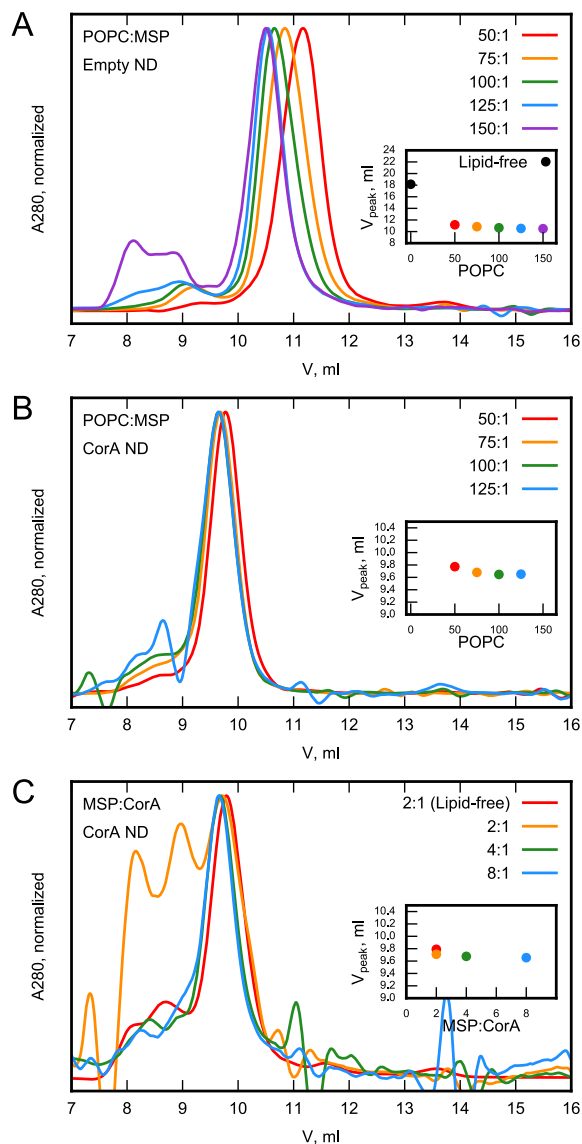 A
POPC:MSP
Empty ND
50:1
75:1
100:1
125:1
150:1
A280, normalized
Lipid-free
Vpeak, ml
24
22
20
18
16
14
12
10
8
0 50 100 150
POPC
7 8 9 10 11 12 13 14 15 16
V, ml
B
POPC:MSP
CorA ND
50:1
75:1
100:1
125:1
A280, normalized
Vpeak, ml
10.4
10.2
10.0
9.8
9.6
9.4
9.2
9.0
0 50 100 150
POPC
7 8 9 10 11 12 13 14 15 16
V, ml
C
MSP:CorA
CorA ND
2:1 (Lipid-free)
2:1
4:1
8:1
A280, normalized
Vpeak, ml
10.4
10.2
10.0
9.8
9.6
9.4
9.2
9.0
0 2 4 6 8
MSP:CorA
7 8 9 10 11 12 13 14 15 16
V, ml